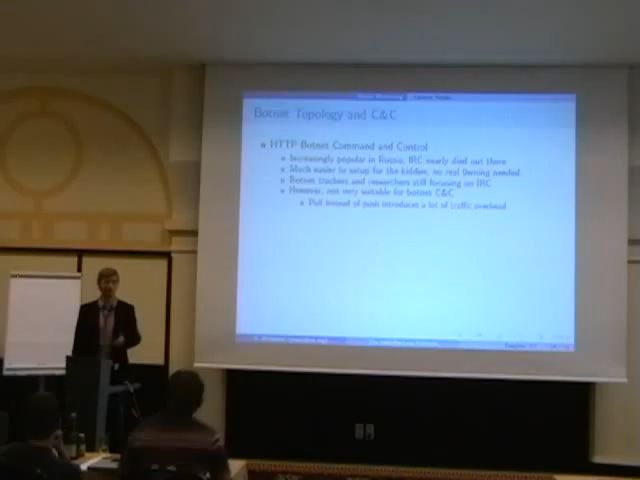 Botnet Topology and C&C
HTTP Botnet Command and Control
Increasingly popular in Russia, IRC nearly died out there
Much easier to setup for the kiddies, no real 0wning needed
Botnet trackers and researchers still focusing on IRC
However, not very suitable for botnet C&C
Pull instead of push introduces a lot of traffic overhead